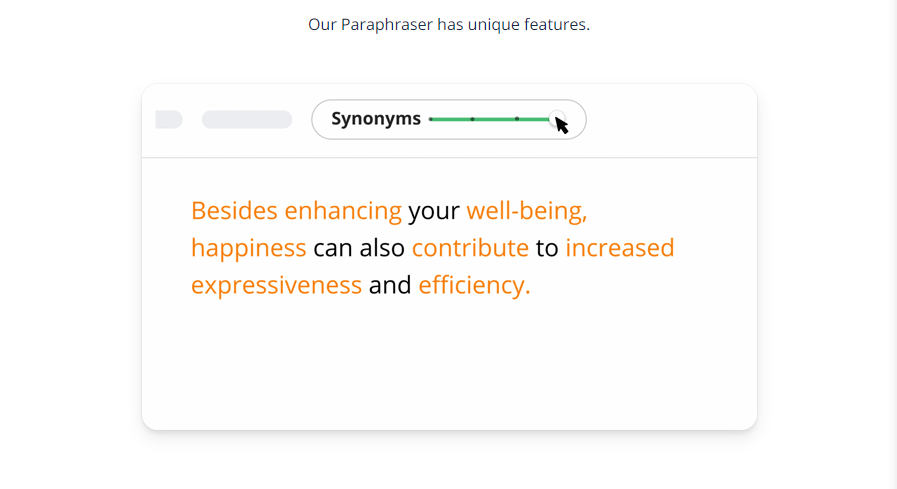 Our Paraphraser has unique features.
Synonyms
Besides enhancing your well-being,
happiness can also contribute to increased
expressiveness and efficiency.